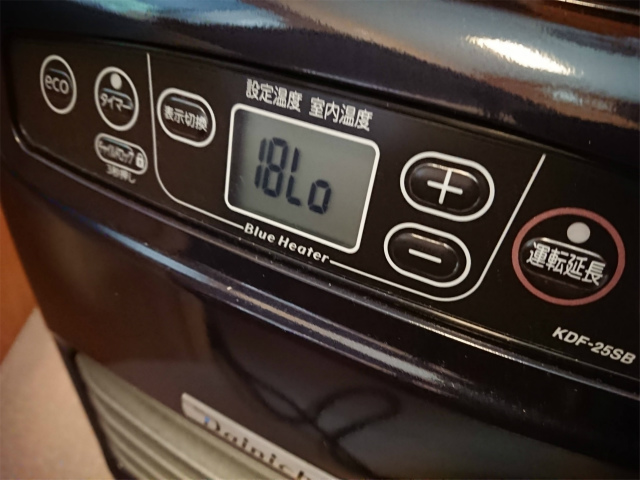 eco
タイマー
チャイルドロック
3秒押し
表示切換
設定温度 室内温度
18Lo
Blue Heater
運転延長
KDF-25SB
Dainich